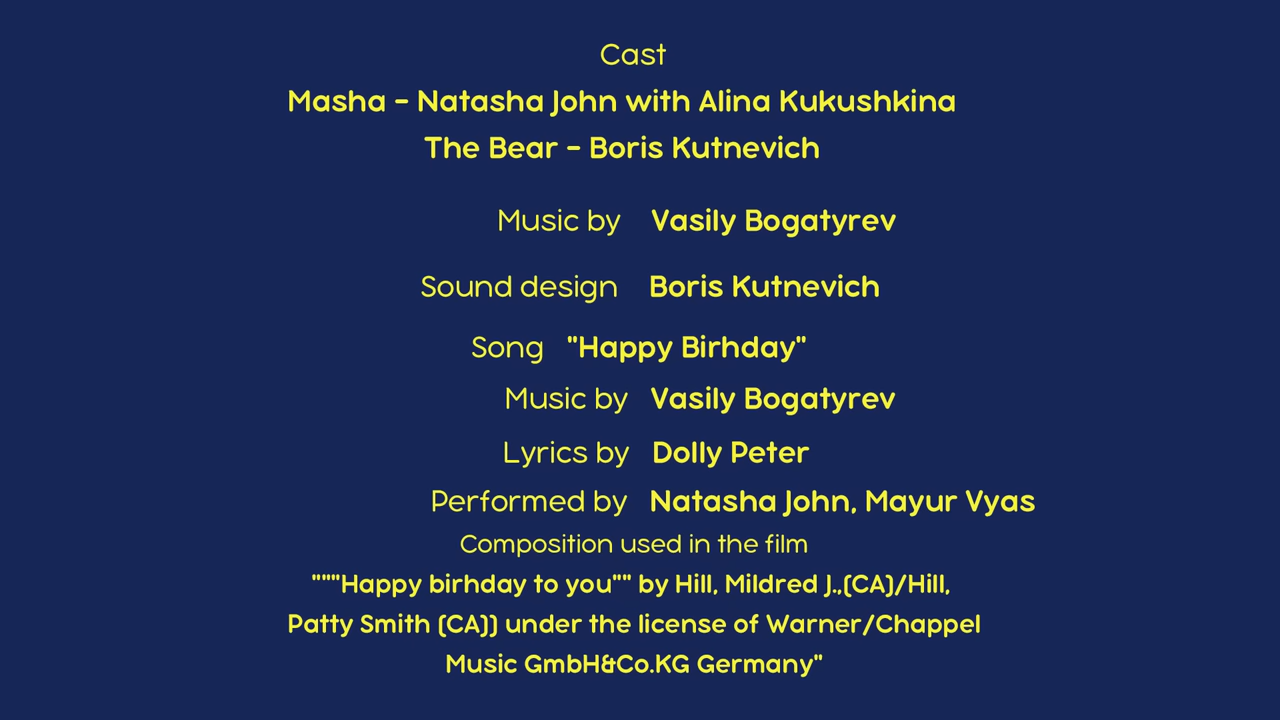 Cast
Masha - Natasha John with Alina Kukushkina
The Bear - Boris Kutnevich
Music by Vasily Bogatyrev
Sound design Boris Kutnevich
Song "Happy Birhday"
Music by Vasily Bogatyrev
Lyrics by Dolly Peter
Performed by Natasha John, Mayur Vyas
Composition used in the film
"""Happy birhday to you"" by Hill, Mildred J.,(CA)/Hill,
Patty Smith (CA)) under the license of Warner/Chappel
Music GmbH&Co.KG Germany"